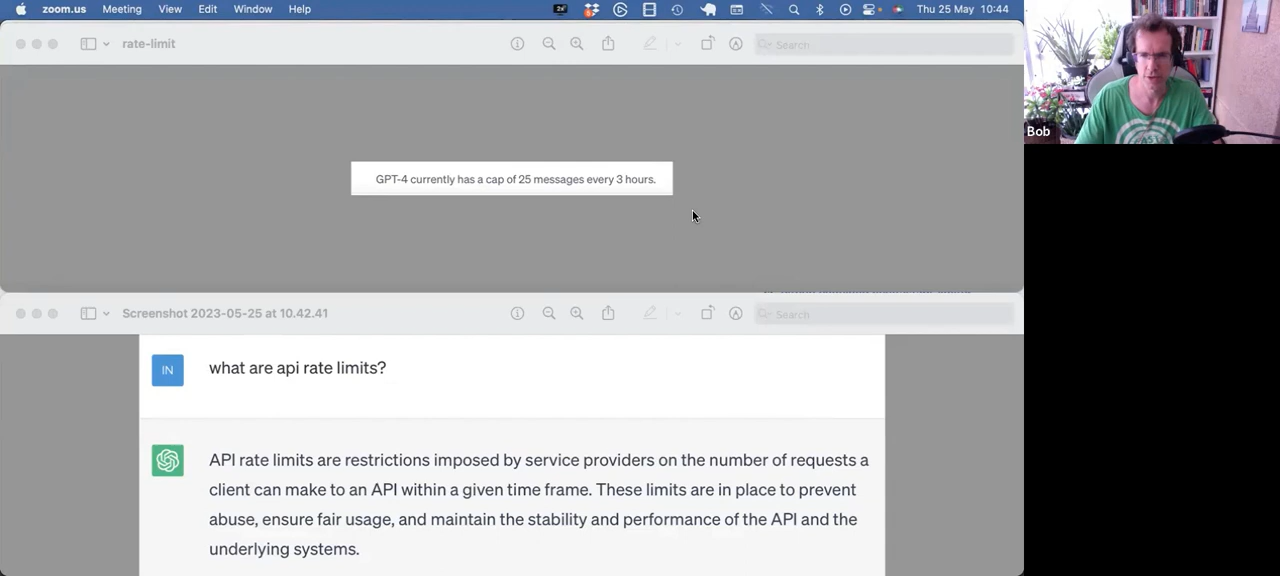 zoom.us Meeting View Edit Window Help Thu 25 May 10:44
rate-limit
Search
GPT-4 currently has a cap of 25 messages every 3 hours.
Bob
Screenshot 2023-05-25 at 10.42.41
Search
IN
what are api rate limits?
API rate limits are restrictions imposed by service providers on the number of requests a
client can make to an API within a given time frame. These limits are in place to prevent
abuse, ensure fair usage, and maintain the stability and performance of the API and the
underlying systems.